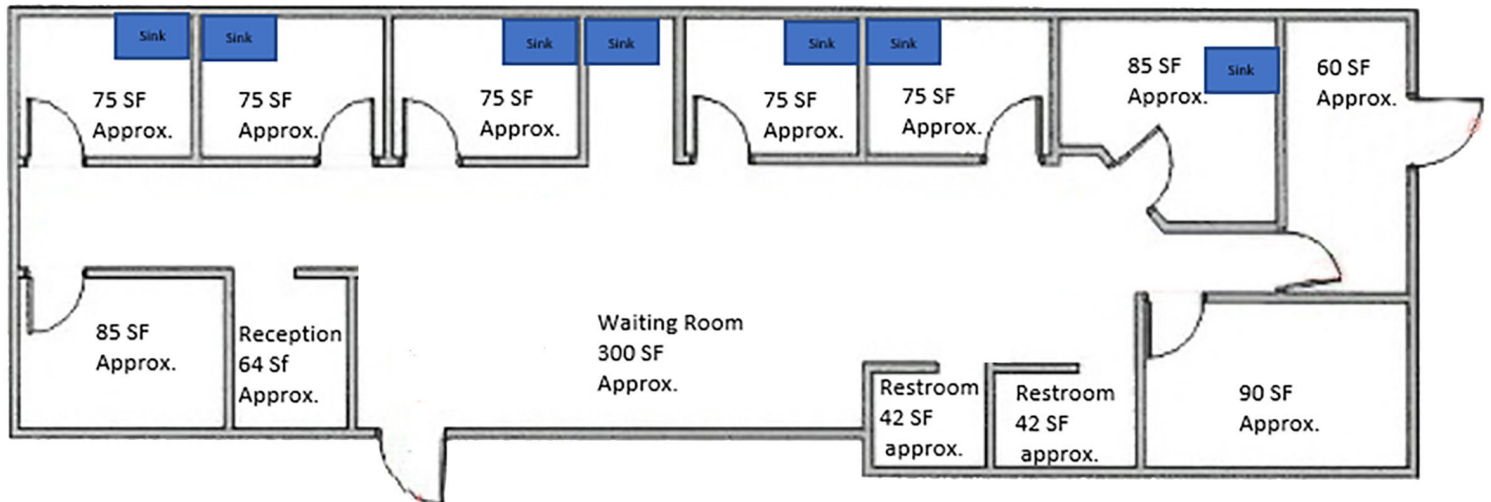 Sink
Sink
Sink
Sink
Sink
Sink
Sink
75 SF
Approx.
75 SF
Approx.
75 SF
Approx.
75 SF
Approx.
75 SF
Approx.
85 SF
Approx.
60 SF
Approx.
85 SF
Approx.
Reception
64 Sf
Approx.
Waiting Room
300 SF
Approx.
Restroom
42 SF
approx.
Restroom
42 SF
approx.
90 SF
Approx.